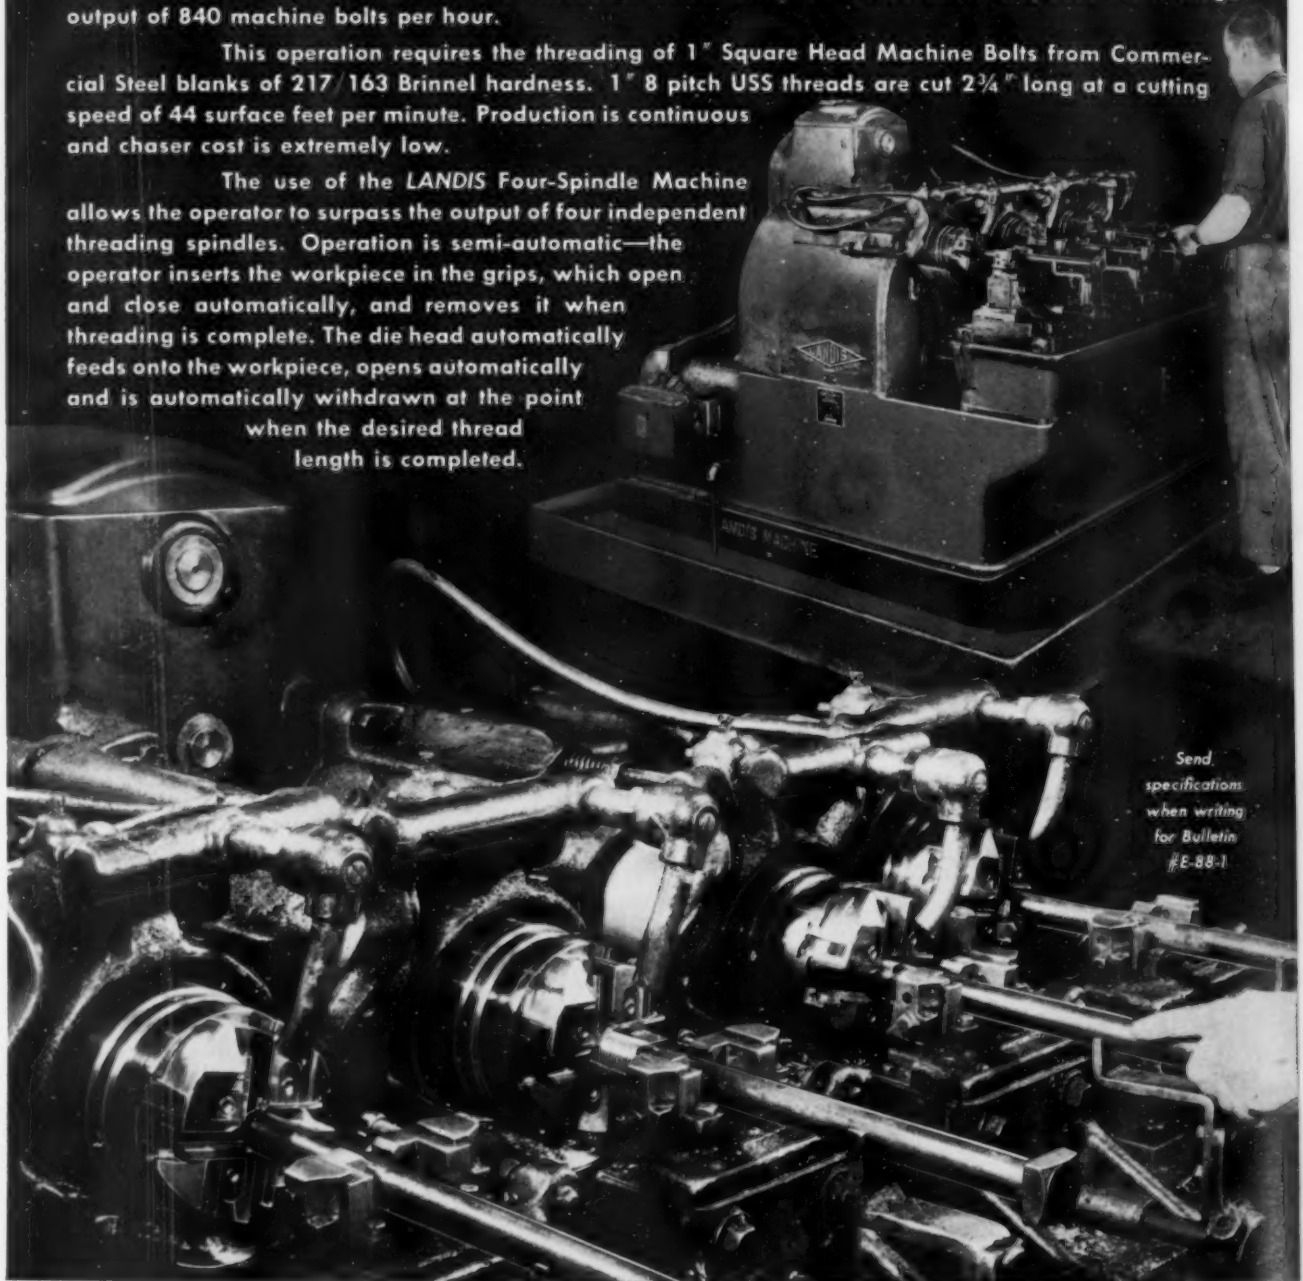 output of 840 machine bolts per hour.
This operation requires the threading of 1" Square Head Machine Bolts from Commer-
cial Steel blanks of 217/163 Brinnel hardness. 1" 8 pitch USS threads are cut 2¾" long at a cutting
speed of 44 surface feet per minute. Production is continuous
and chaser cost is extremely low.
The use of the LANDIS Four-Spindle Machine
allows the operator to surpass the output of four independent
threading spindles. Operation is semi-automatic—the
operator inserts the workpiece in the grips, which open
and close automatically, and removes it when
threading is complete. The die head automatically
feeds onto the workpiece, opens automatically
and is automatically withdrawn at the point
when the desired thread
length is completed.
LANDIS
LANDIS MACHINE
Send
specifications
when writing
for Bulletin
#E-88-1